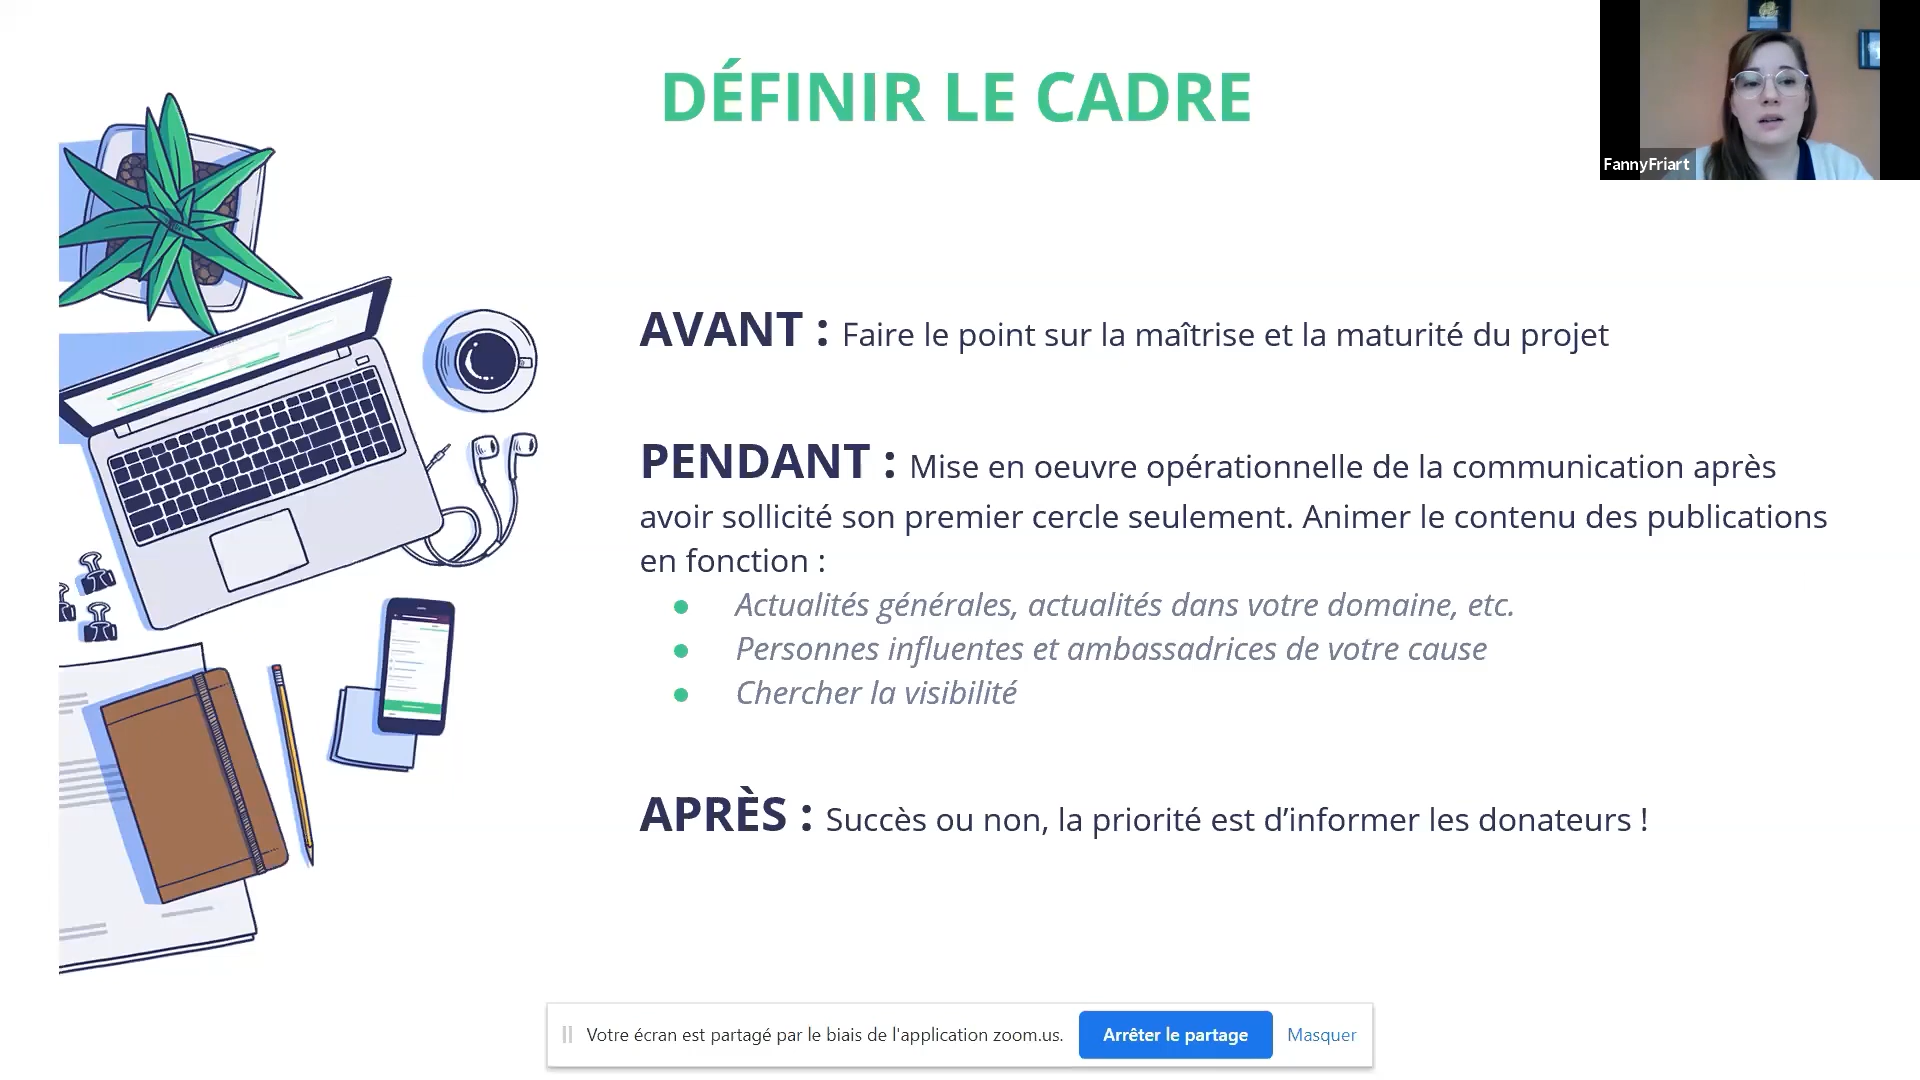 DÉFINIR LE CADRE
FannyFriart
AVANT : Faire le point sur la maîtrise et la maturité du projet
PENDANT : Mise en oeuvre opérationnelle de la communication après
avoir sollicité son premier cercle seulement. Animer le contenu des publications
en fonction :
● Actualités générales, actualités dans votre domaine, etc.
● Personnes influentes et ambassadrices de votre cause
● Chercher la visibilité
APRÈS : Succès ou non, la priorité est d’informer les donateurs !
Votre écran est partagé par le biais de l'application zoom.us.
Arrêter le partage
Masquer